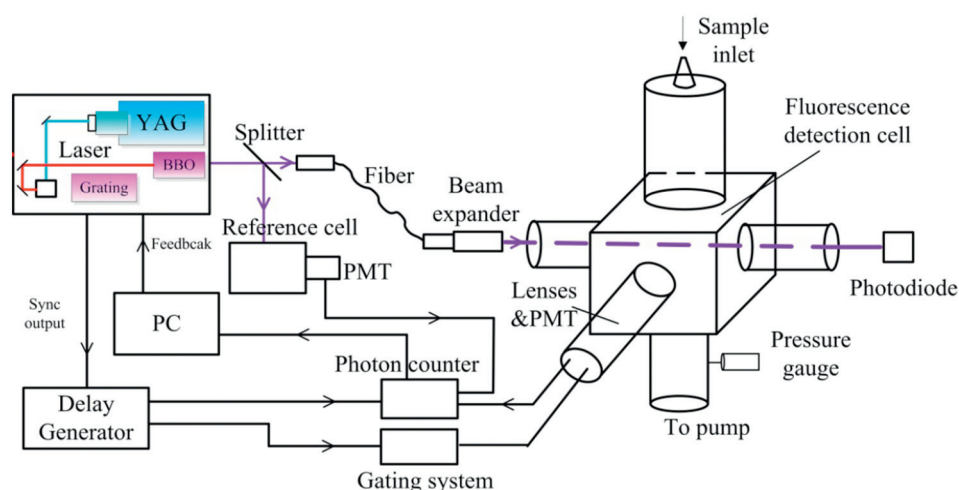 Sample
inlet
Fluorescence
detection cell
YAG
Laser
BBO
Grating
Splitter
Fiber
Beam
expander
Reference cell
PMT
Feedbcak
Sync
output
PC
Lenses
&PMT
Photodiode
Pressure
gauge
Photon counter
Delay
Generator
To pump
Gating system